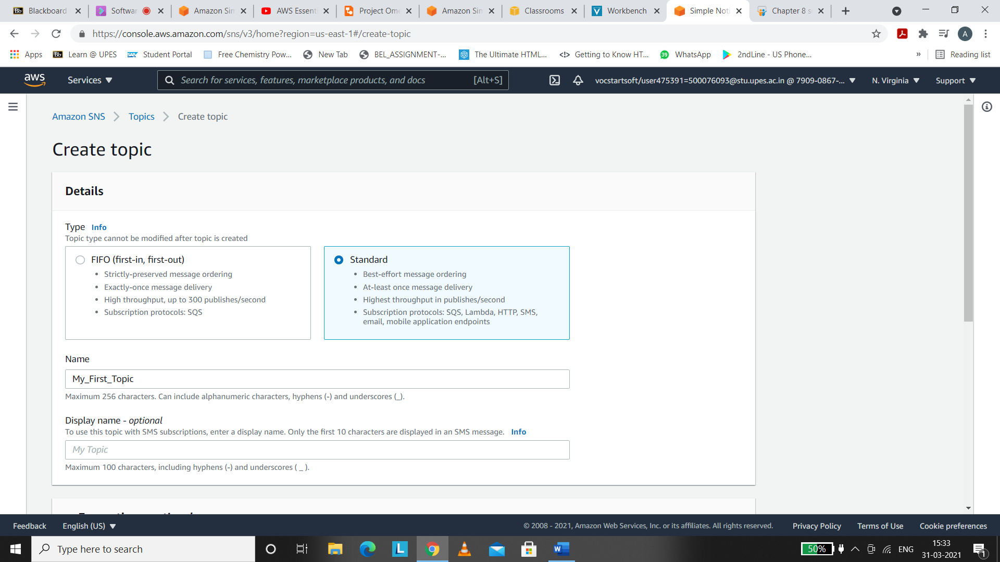 Blackboard
Softwar
Amazon Sim
AWS Essent
Project Ome
Amazon Sim
Classrooms
Workbench
Simple Noti
Chapter 8 s
https://console.aws.amazon.com/sns/v3/home?region=us-east-1#/create-topic
A
Apps
Bb Learn @ UPES
SAP Student Portal
Free Chemistry Pow...
New Tab
BEL_ASSIGNMENT-...
The Ultimate HTML...
</> Getting to Know HT...
39 WhatsApp
2ndLine - US Phone...
»
Reading list
aws
Services
Search for services, features, marketplace products, and docs [Alt+S]
vocstartsoft/user475391=500076093@stu.upes.ac.in @ 7909-0867-...
N. Virginia
Support
Amazon SNS > Topics > Create topic
Create topic
Details
Type Info
Topic type cannot be modified after topic is created
FIFO (first-in, first-out)
• Strictly-preserved message ordering
• Exactly-once message delivery
• High throughput, up to 300 publishes/second
• Subscription protocols: SQS
Standard
• Best-effort message ordering
• At-least once message delivery
• Highest throughput in publishes/second
• Subscription protocols: SQS, Lambda, HTTP, SMS,
email, mobile application endpoints
Name
My_First_Topic
Maximum 256 characters. Can include alphanumeric characters, hyphens (-) and underscores (_).
Display name - optional
To use this topic with SMS subscriptions, enter a display name. Only the first 10 characters are displayed in an SMS message. Info
My Topic
Maximum 100 characters, including hyphens (-) and underscores ( _ ).
Feedback
English (US)
© 2008 - 2021, Amazon Web Services, Inc. or its affiliates. All rights reserved.
Privacy Policy
Terms of Use
Cookie preferences
Type here to search
L
W
50%
ENG
15:33
31-03-2021
1